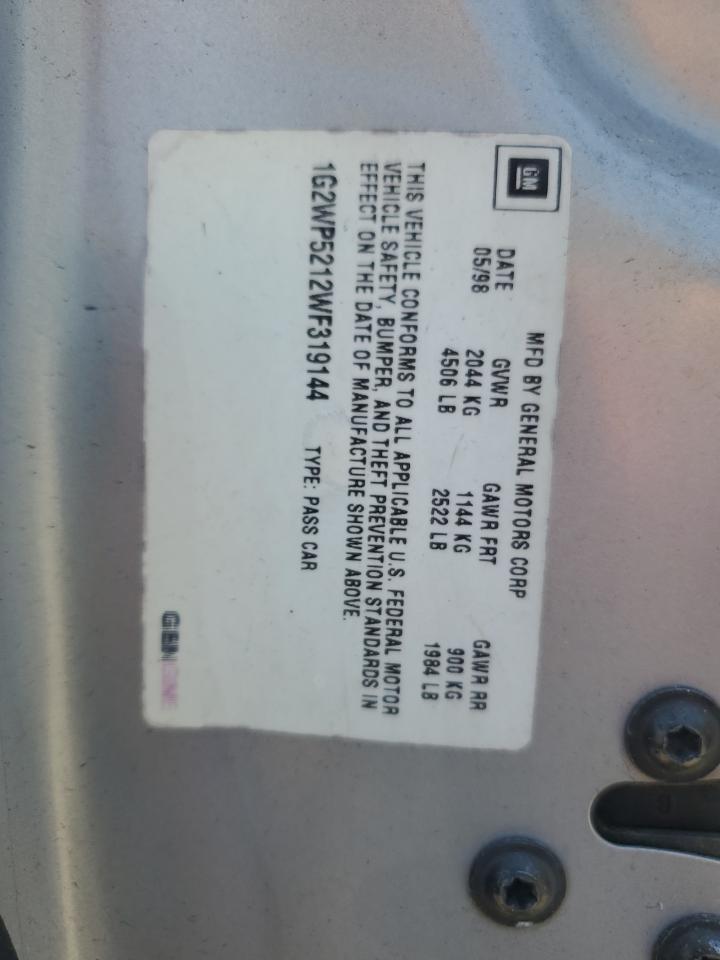 GM
MFD BY GENERAL MOTORS CORP
DATE GVWR GAWR FRT GAWR RR
05/98 2044 KG 1144 KG 900 KG
4506 LB 2522 LB 1984 LB
THIS VEHICLE CONFORMS TO ALL APPLICABLE U.S. FEDERAL MOTOR
VEHICLE SAFETY, BUMPER, AND THEFT PREVENTION STANDARDS IN
EFFECT ON THE DATE OF MANUFACTURE SHOWN ABOVE.
1G2WP5212WF319144 TYPE: PASS CAR